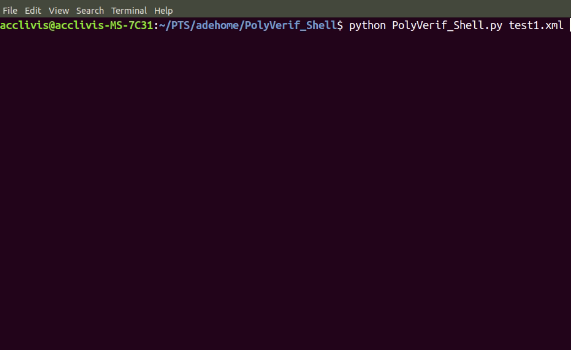 File Edit View Search Terminal Help
acclivis@acclivis-MS-7C31:~/PTS/adehome/PolyVerif_Shell$ python PolyVerif_Shell.py test1.xml